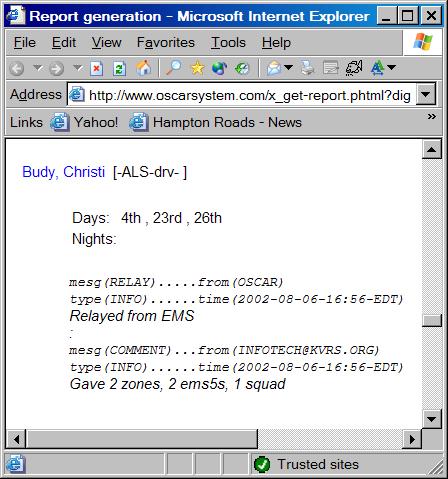 Report generation - Microsoft Internet Explorer
File Edit View Favorites Tools Help
Address http://www.oscarsystem.com/x_get-report.phtml?dig
Links Yahoo! Hampton Roads - News »
Budy, Christi [-ALS-drv- ]
Days: 4th , 23rd , 26th
Nights:
mesg(RELAY).....from(OSCAR)
type(INFO)......time(2002-08-06-16:56-EDT)
Relayed from EMS
:
mesg(COMMENT)...from(INFOTECH@KVRS.ORG)
type(INFO)......time(2002-08-06-16:56-EDT)
Gave 2 zones, 2 ems5s, 1 squad
Trusted sites